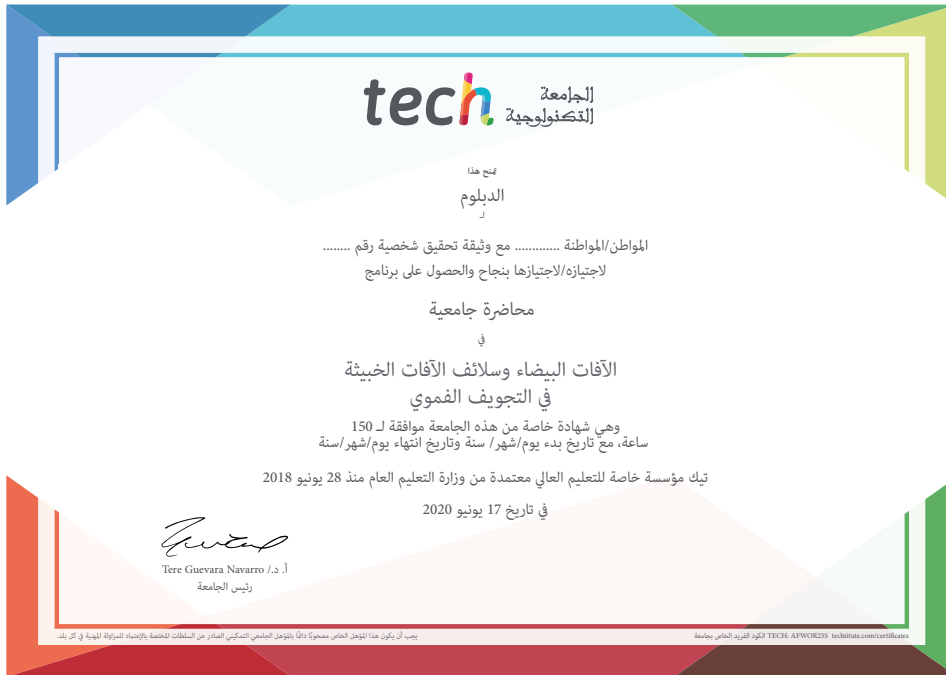 tech الجامعة
التكنولوجية
يمنح هذا
الدبلوم
لـ
المواطن/المواطنة ............ مع وثيقة تحقيق شخصية رقم ........
لاجتيازه/لاجتيازها بنجاح والحصول على برنامج
محاضرة جامعية
في
الآفات البيضاء وسلائف الآفات الخبيثة
في التجويف الفموي
وهي شهادة خاصة من هذه الجامعة موافقة لـ 150
ساعة، مع تاريخ بدء يوم/شهر/ سنة وتاريخ انتهاء يوم/شهر/سنة
تيك مؤسسة خاصة للتعليم العالي معتمدة من وزارة التعليم العام منذ 28 يونيو 2018
في تاريخ 17 يونيو 2020
أ. د./ Tere Guevara Navarro
رئيس الجامعة
يجب أن يكون هذا المؤهل الخاص مصحوبًا دائمًا بالمؤهل الجامعي التمكيني الصادر عن السلطات المختصة بالإعتماد للمزاولة المهنية في كل بلد.
الكود الفريد الخاص بجامعة TECH: AFWOR23S techtitute.com/certificates